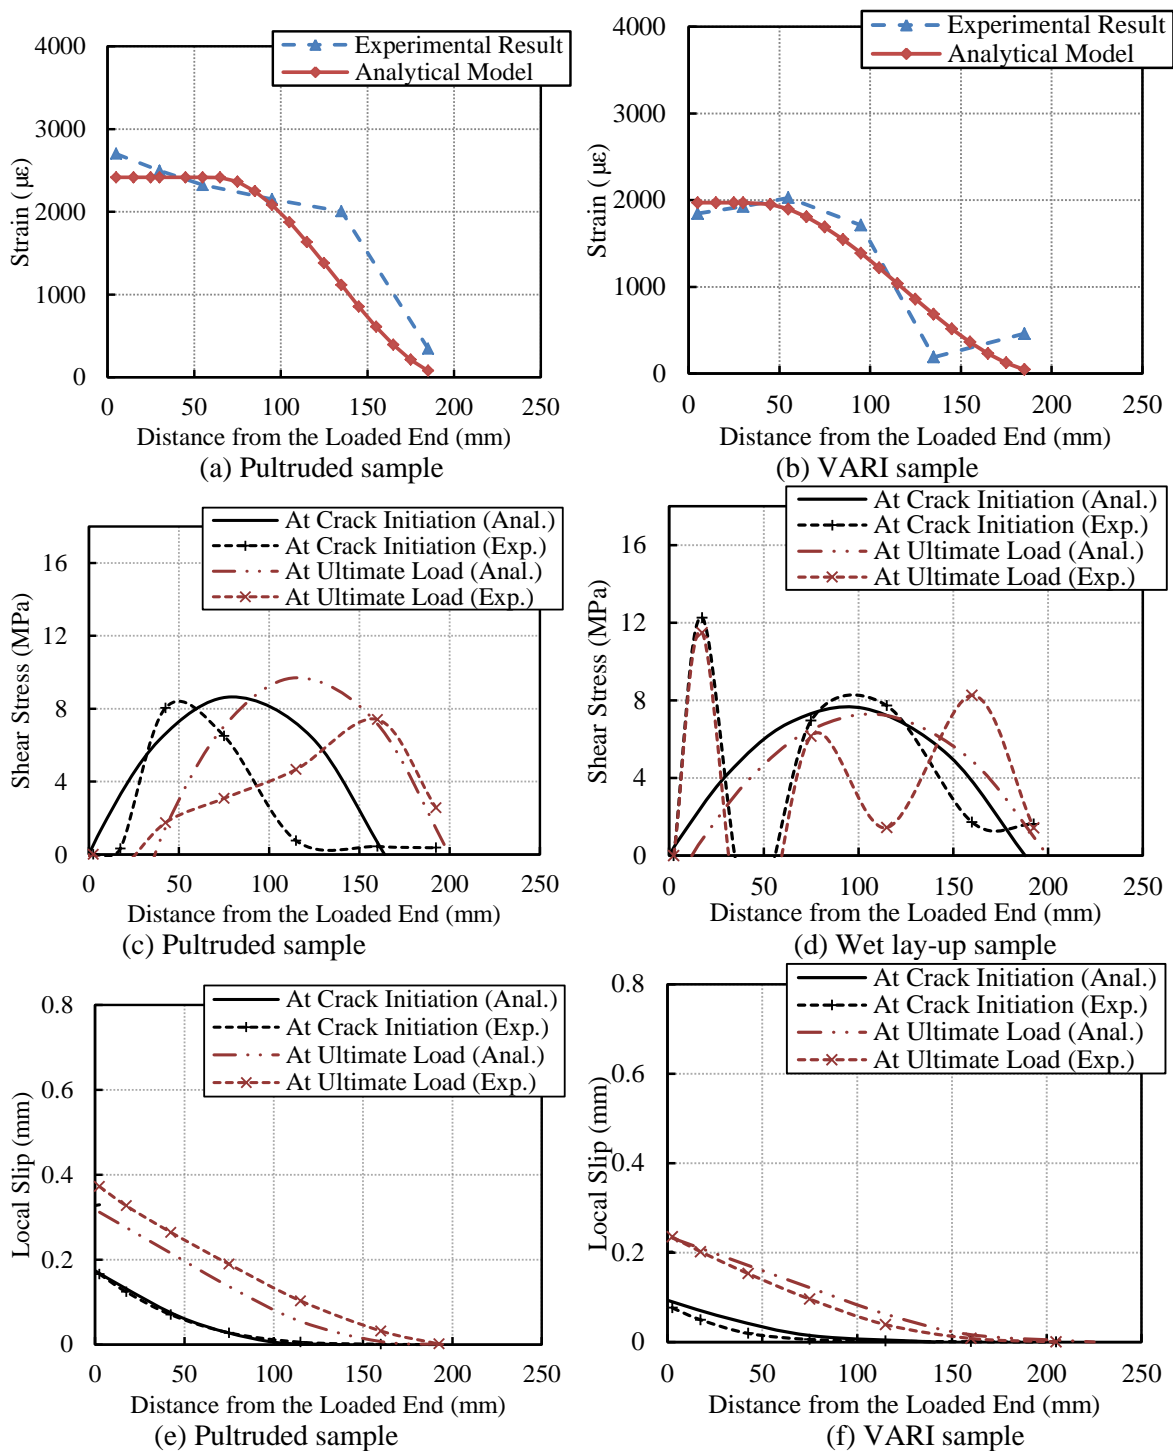 Experimental Result
Analytical Model
4000
3000
2000
1000
0
Strain ( με)
0 50 100 150 200 250
Distance from the Loaded End (mm)
(a) Pultruded sample
Experimental Result
Analytical Model
4000
3000
2000
1000
0
Strain ( με)
0 50 100 150 200 250
Distance from the Loaded End (mm)
(b) VARI sample
At Crack Initiation (Anal.)
At Crack Initiation (Exp.)
At Ultimate Load (Anal.)
At Ultimate Load (Exp.)
16
12
8
4
0
Shear Stress (MPa)
0 50 100 150 200 250
Distance from the Loaded End (mm)
(c) Pultruded sample
At Crack Initiation (Anal.)
At Crack Initiation (Exp.)
At Ultimate Load (Anal.)
At Ultimate Load (Exp.)
16
12
8
4
0
Shear Stress (MPa)
0 50 100 150 200 250
Distance from the Loaded End (mm)
(d) Wet lay-up sample
At Crack Initiation (Anal.)
At Crack Initiation (Exp.)
At Ultimate Load (Anal.)
At Ultimate Load (Exp.)
0.8
0.6
0.4
0.2
0
Local Slip (mm)
0 50 100 150 200 250
Distance from the Loaded End (mm)
(e) Pultruded sample
At Crack Initiation (Anal.)
At Crack Initiation (Exp.)
At Ultimate Load (Anal.)
At Ultimate Load (Exp.)
0.8
0.6
0.4
0.2
0
Local Slip (mm)
0 50 100 150 200 250
Distance from the Loaded End (mm)
(f) VARI sample